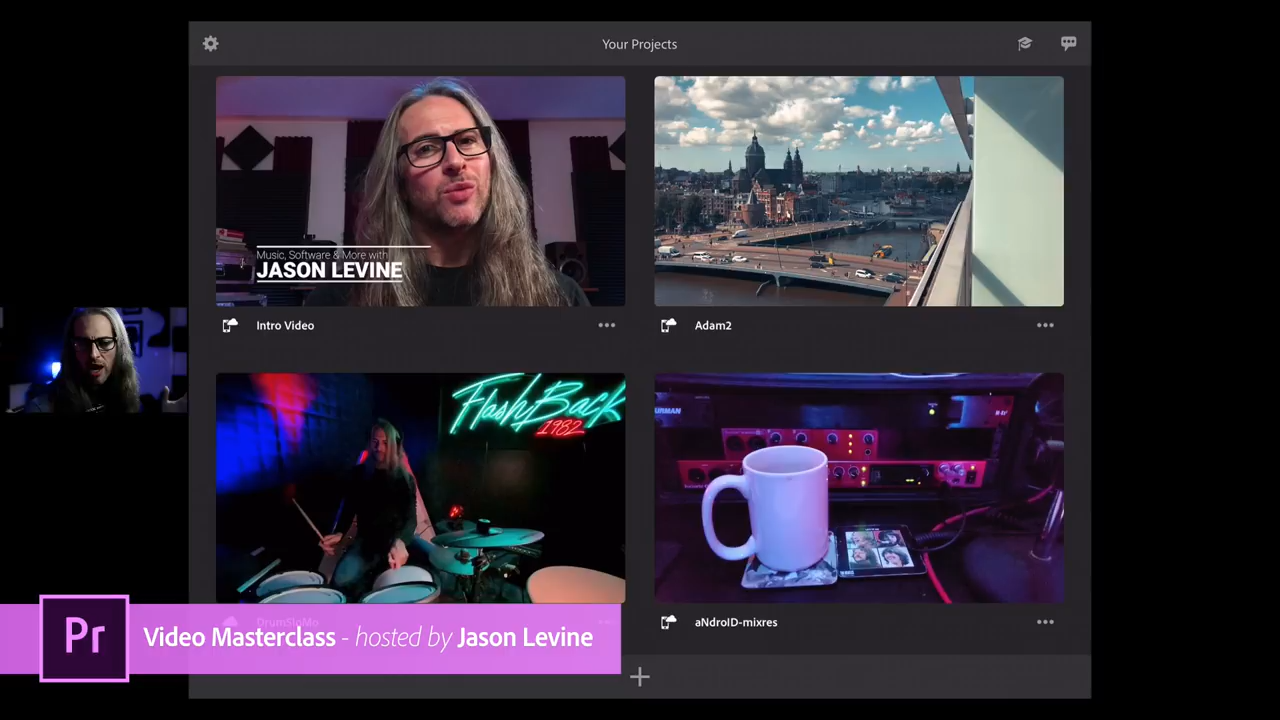 Your Projects
Music, Software & More with
JASON LEVINE
Intro Video
Adam2
FlashBack
1982
DrumSloMo
aNdroID-mixres
Pr
Video Masterclass - hosted by Jason Levine